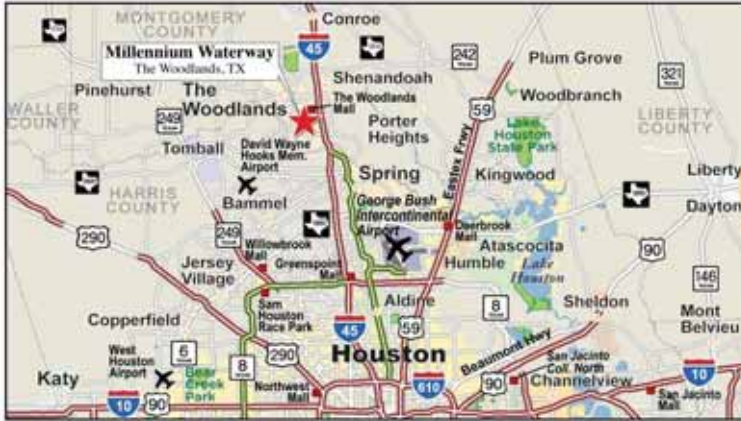 MONTGOMERY
COUNTY
Conroe
45
Millennium Waterway
The Woodlands, TX
242
Plum Grove
321
Pinehurst
Shenandoah
59
Woodbranch
The
Woodlands
The Woodlands
Mall
WALLER
COUNTY
249
Porter
Heights
Lake
Houston
State Park
LIBERTY
COUNTY
Tomball
David Wayne
Hooks Mem.
Airport
Spring
Eastex Frwy
Kingwood
Liberty
HARRIS
COUNTY
Bammel
George Bush
Intercontinental
Airport
Dayton
290
249
Willowbrook
Mall
Deerbrook
Mall
Atascocita
90
Jersey
Village
Greenspoint
Mall
Humble
Lake
Houston
146
Sam
Houston
Race Park
Aldine
8
Sheldon
Mont
Belvieu
Copperfield
45
59
West
Houston
Airport
6
290
Houston
Beaumont Hwy
San Jacinto
Coll. North
Katy
8
Bear
Creek
Park
Northwest
Mall
610
90
Channelview
10
10
90
San Jacinto
Mall